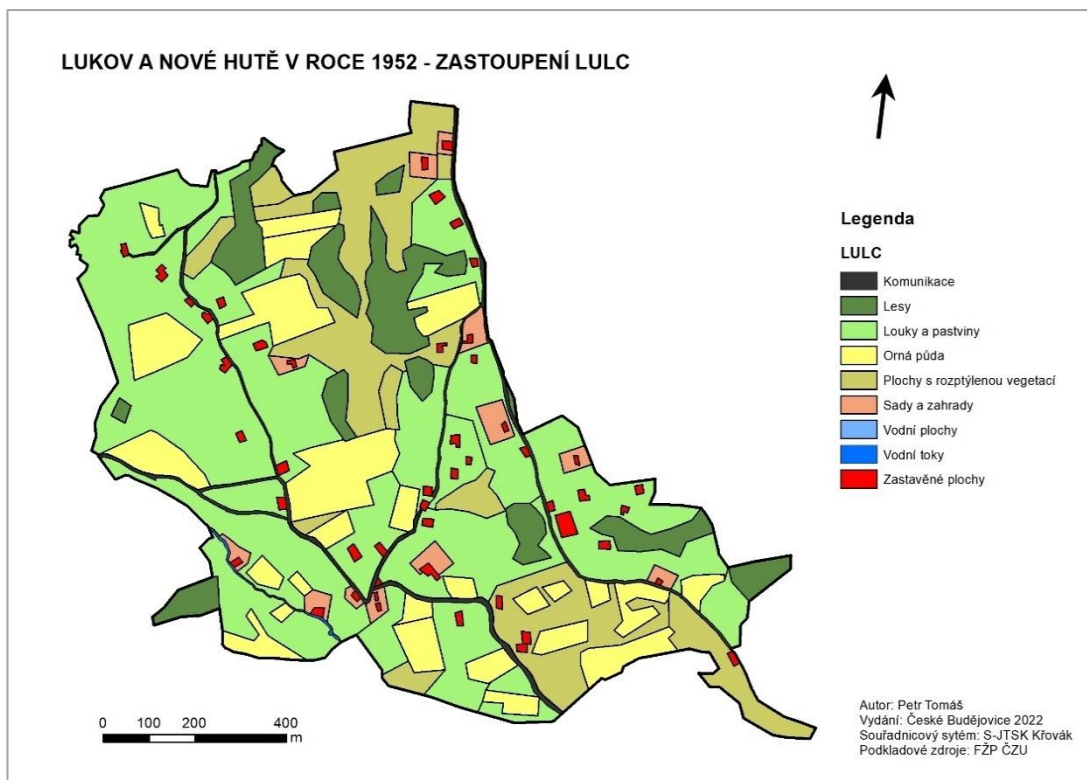 LUKOV A NOVÉ HUTĚ V ROCE 1952 - ZASTOUPENÍ LULC
Legenda
LULC
Komunikace
Lesy
Louky a pastviny
Orná půda
Plochy s rozptýlenou vegetací
Sady a zahrady
Vodní plochy
Vodní toky
Zastavěné plochy
0 100 200 400
m
Autor: Petr Tomáš
Vydání: České Budějovice 2022
Souřadnicový sytém: S-JTSK Křovák
Podkladové zdroje: FŽP ČZU